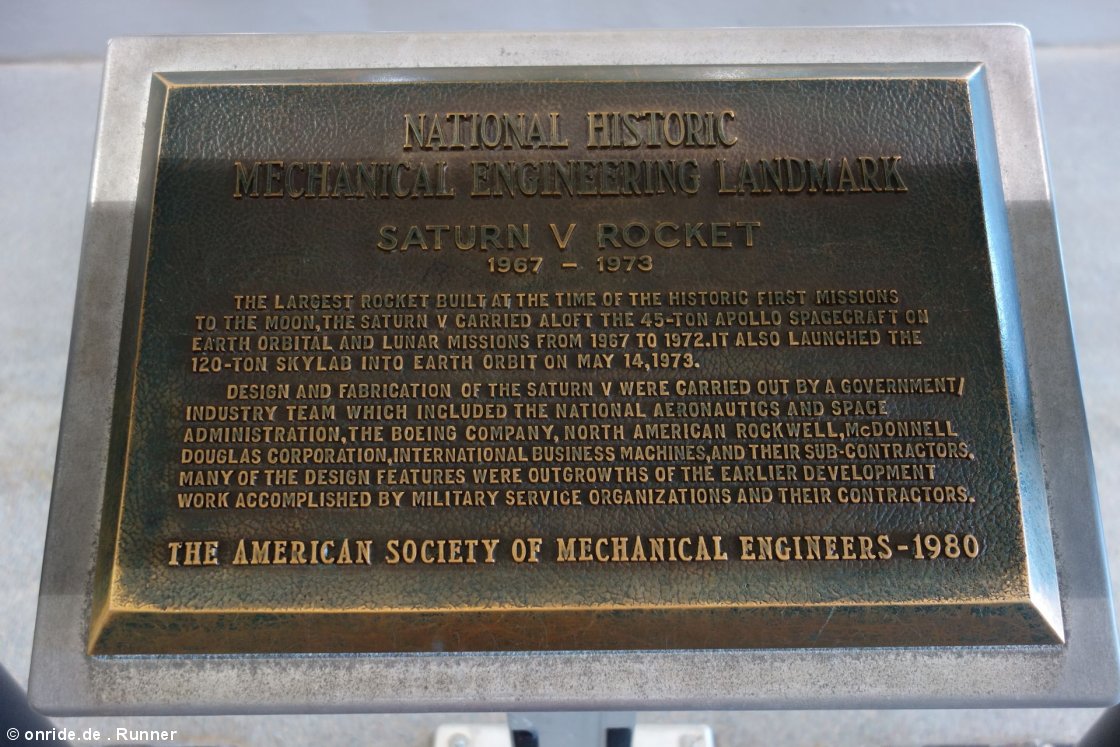 NATIONAL HISTORIC
MECHANICAL ENGINEERING LANDMARK
SATURN V ROCKET
1967 - 1973
THE LARGEST ROCKET BUILT AT THE TIME OF THE HISTORIC FIRST MISSIONS
TO THE MOON, THE SATURN V CARRIED ALOFT THE 45-TON APOLLO SPAGECRAFT ON
EARTH ORBITAL AND LUNAR MISSIONS FROM 1967 TO 1972. IT ALSO LAUNCHED THE
120-TON SKYLAB INTO EARTH ORBIT ON MAY 14, 1973.
DESIGN AND FABRICATION OF THE SATURN V WERE CARRIED OUT BY A GOVERNMENT/
INDUSTRY TEAM WHICH INCLUDED THE NATIONAL AERONAUTICS AND SPACE
ADMINISTRATION, THE BOEING COMPANY, NORTH AMERICAN ROCKWELL, McDONNELL
DOUGLAS CORPORATION, INTERNATIONAL BUSINESS MACHINES, AND THEIR SUB-CONTRACTORS.
MANY OF THE DESIGN FEATURES WERE OUTGROWTHS OF THE EARLIER DEVELOPMENT
WORK ACCOMPLISHED BY MILITARY SERVICE ORGANIZATIONS AND THEIR CONTRACTORS.
THE AMERICAN SOCIETY OF MECHANICAL ENGINEERS-1980
© onride.de . Runner